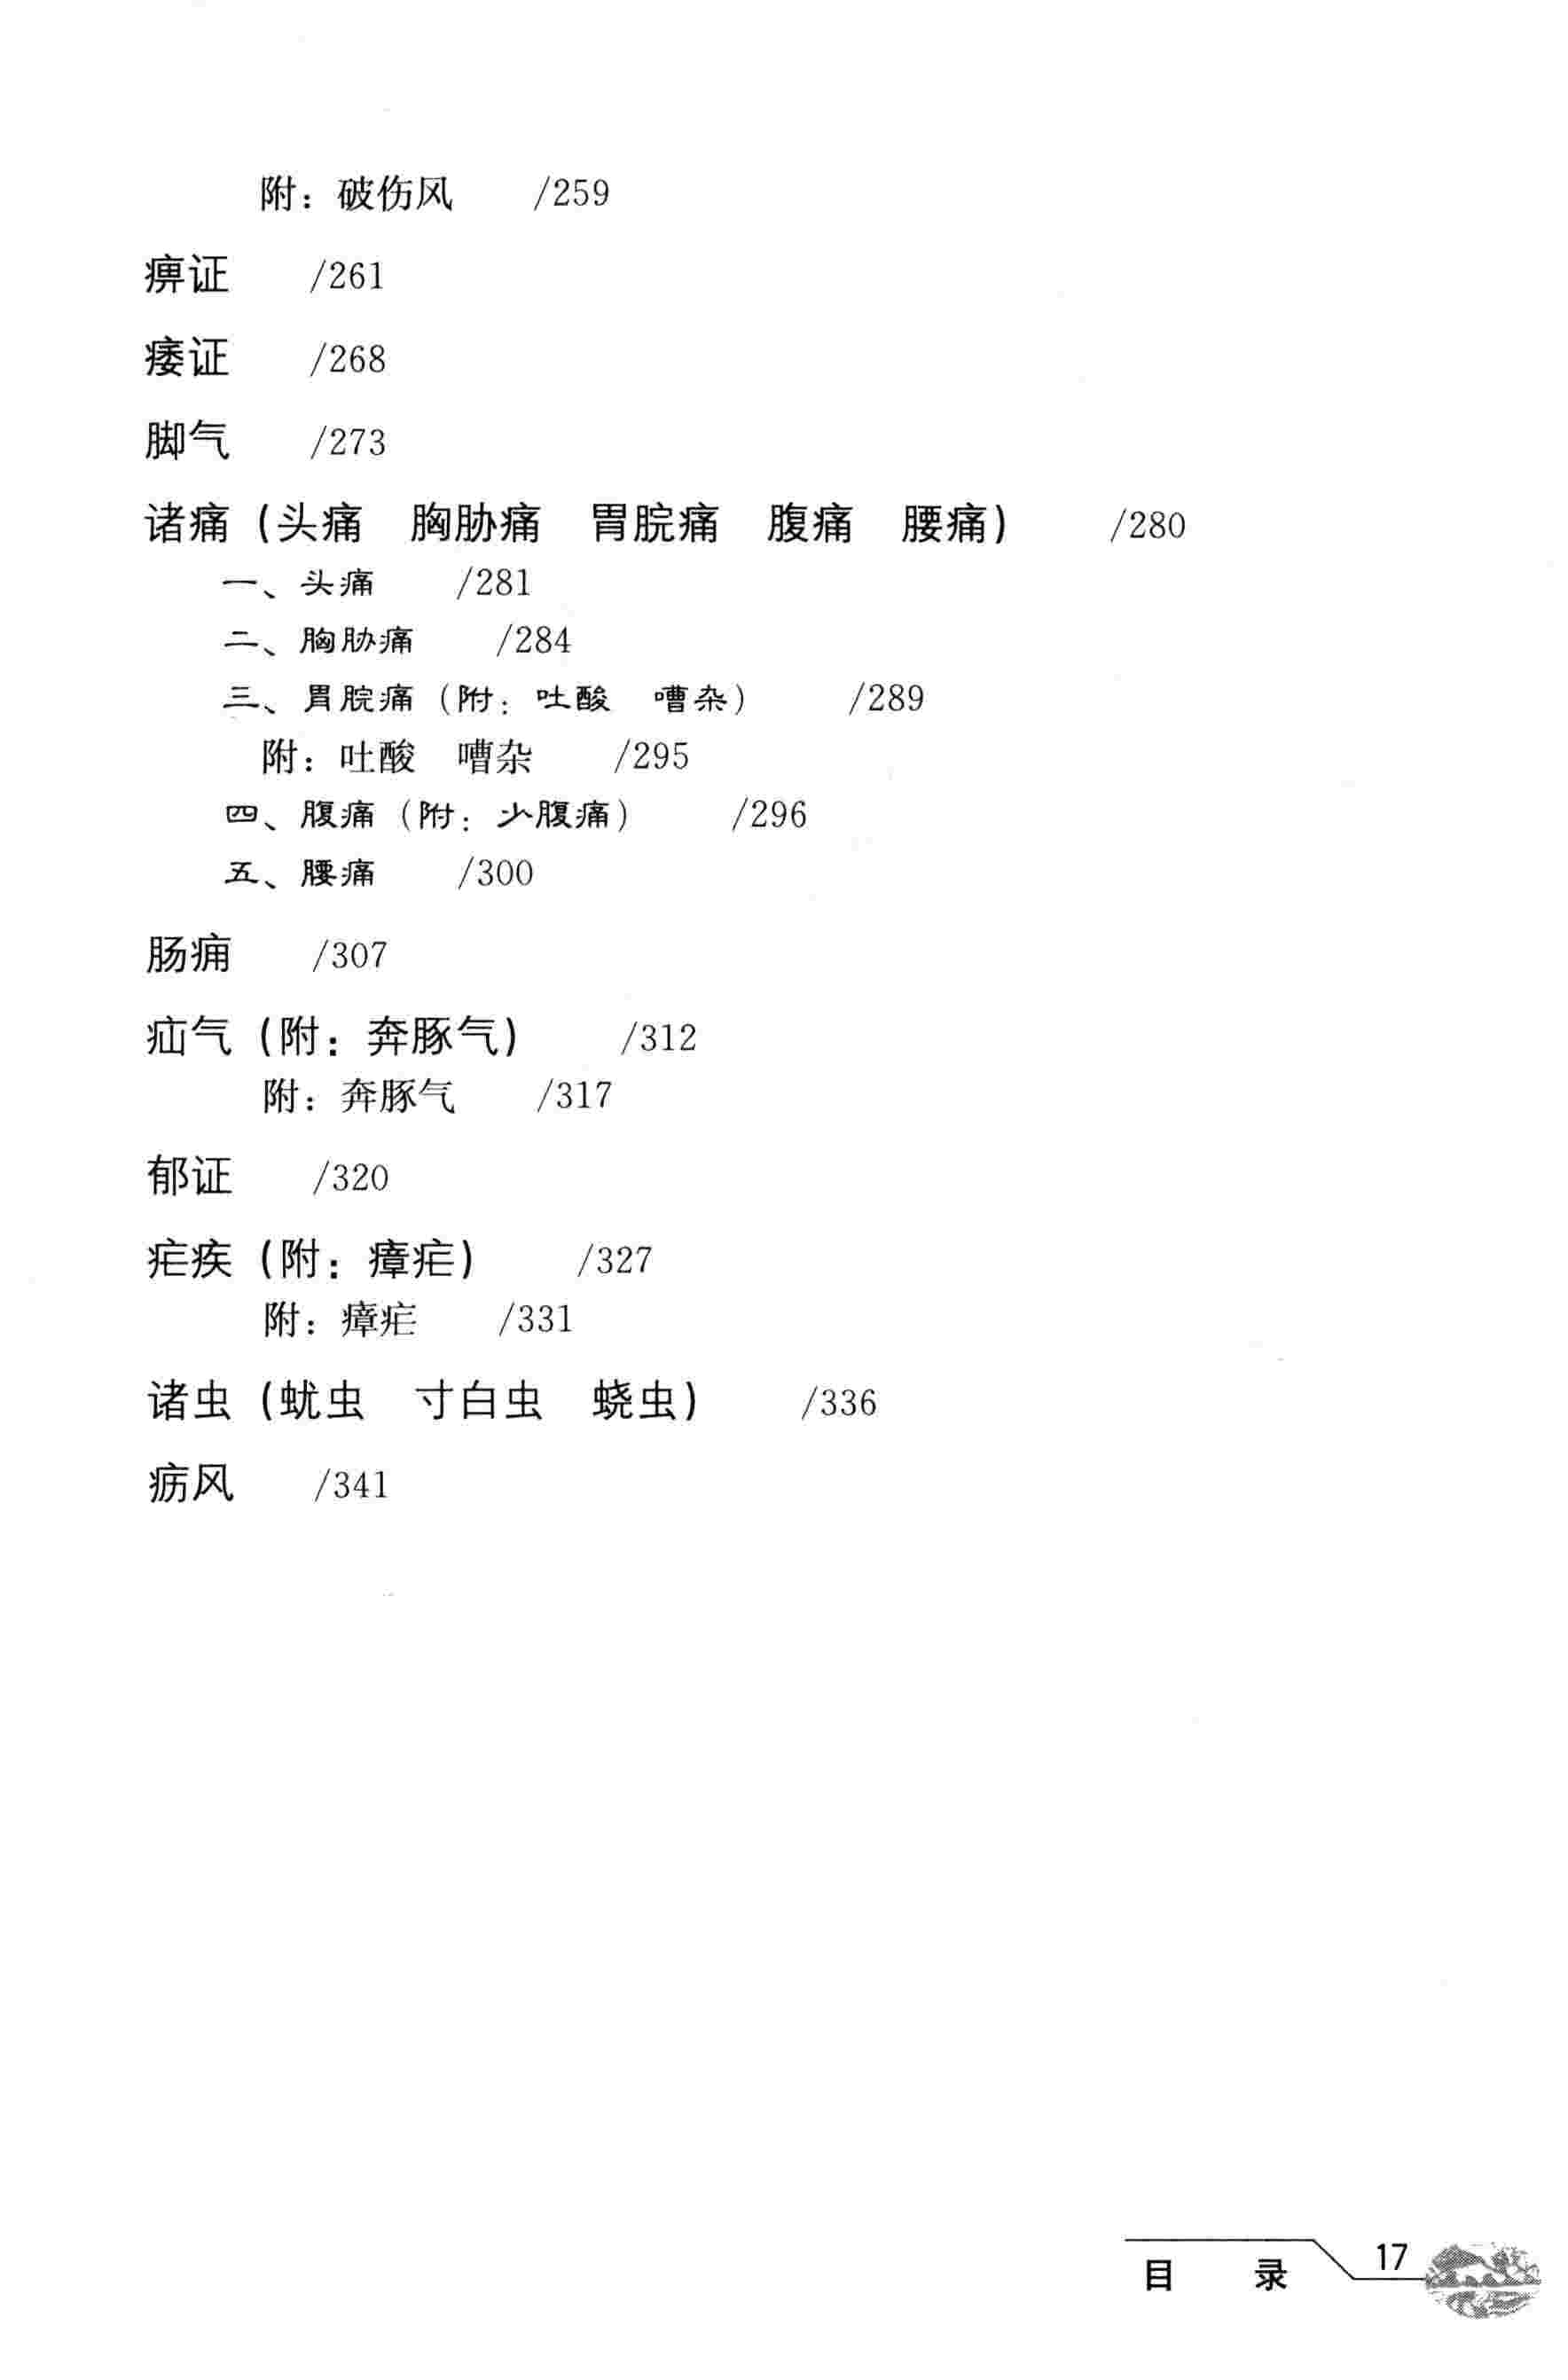 附：破伤风 /259
痹证 /261
痿证 /268
脚气 /273
诸痛（头痛 胸胁痛 胃脘痛 腹痛 腰痛） /280
一、头痛 /281
二、胸胁痛 /284
三、胃脘痛（附：吐酸 嘈杂） /289
附：吐酸 嘈杂 /295
四、腹痛（附：少腹痛） /296
五、腰痛 /300
肠痈 /307
疝气（附：奔豚气） /312
附：奔豚气 /317
郁证 /320
疟疾（附：瘴疟） /327
附：瘴疟 /331
诸虫（蚘虫 寸白虫 蛲虫） /336
疠风 /341
目 录 17